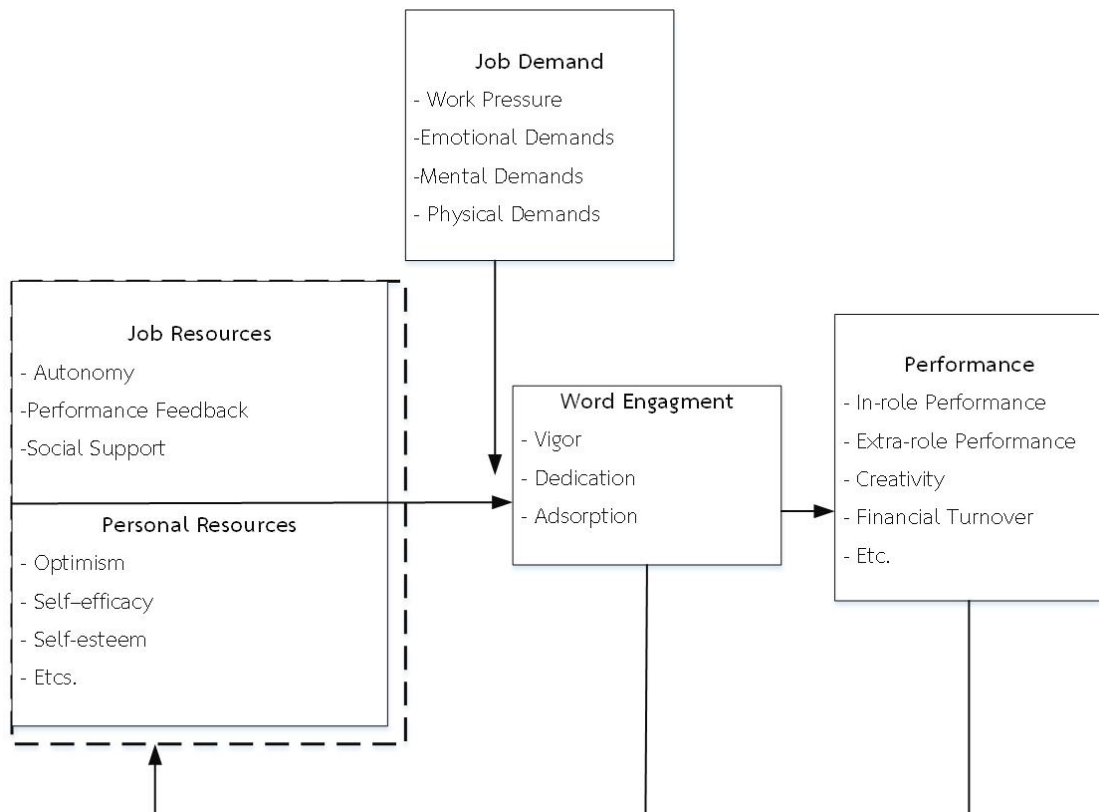 Job Demand
- Work Pressure
-Emotional Demands
-Mental Demands
- Physical Demands
Job Resources
- Autonomy
-Performance Feedback
-Social Support
Personal Resources
- Optimism
- Self–efficacy
- Self-esteem
- Etcs.
Word Engagment
- Vigor
- Dedication
- Adsorption
Performance
- In-role Performance
- Extra-role Performance
- Creativity
- Financial Turnover
- Etc.